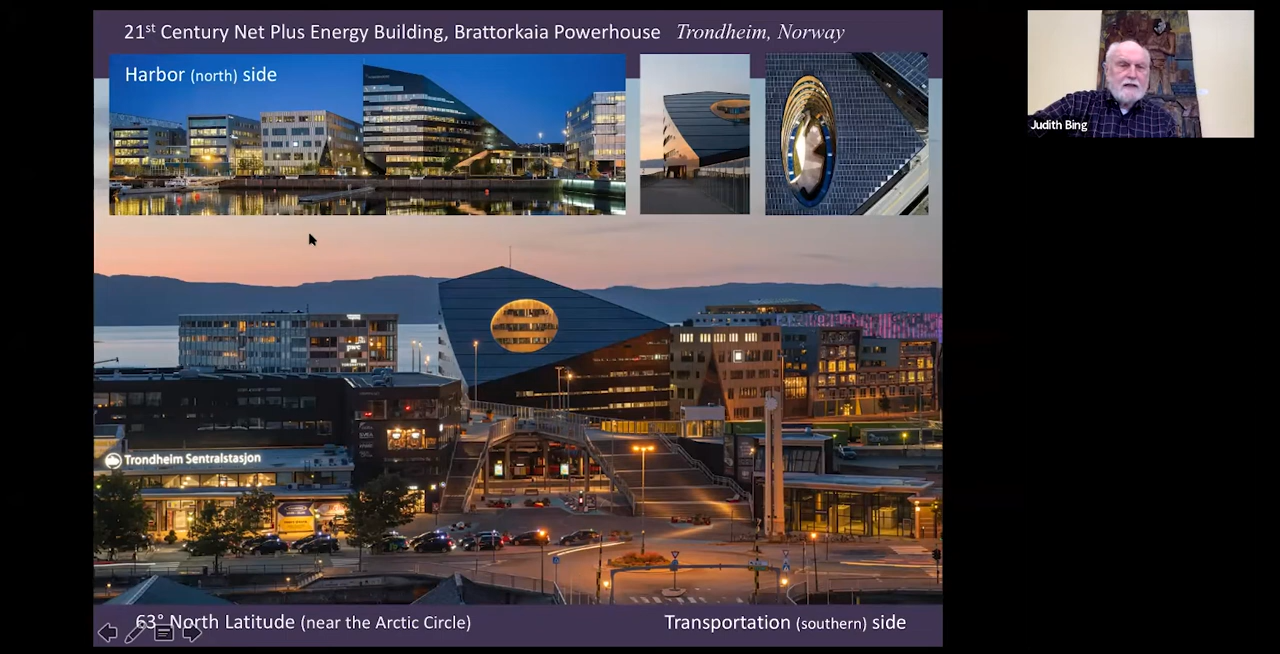 21st Century Net Plus Energy Building, Brattorkaia Powerhouse Trondheim, Norway
Harbor (north) side
Judith Bing
pwc
Trondheim Sentralstasjon
63° North Latitude (near the Arctic Circle)
Transportation (southern) side